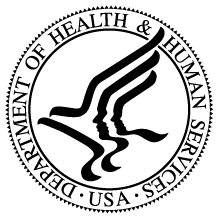 DEPARTMENT OF HEALTH & HUMAN SERVICES · USA ·